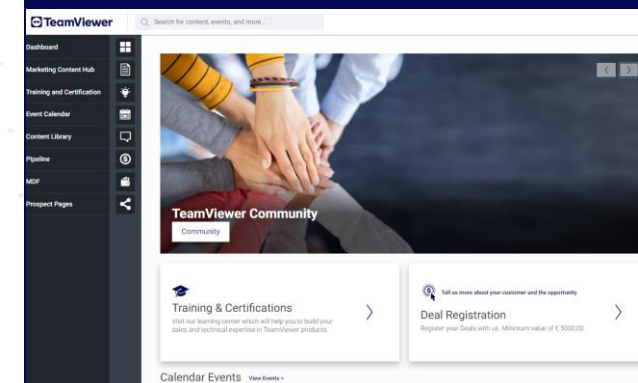 TeamViewer
Search for content, events, and more...
Dashboard
Marketing Content Hub
Training and Certification
Event Calendar
Content Library
Pipeline
MDF
Prospect Pages
TeamViewer Community
Community
Training & Certifications
Visit our learning center which will help you to build your
sales and technical expertise in TeamViewer products.
Tell us more about your customer and the opportunity
Deal Registration
Register your Deals with us. Minimum value of € 5000,00.
Calendar Events View Events